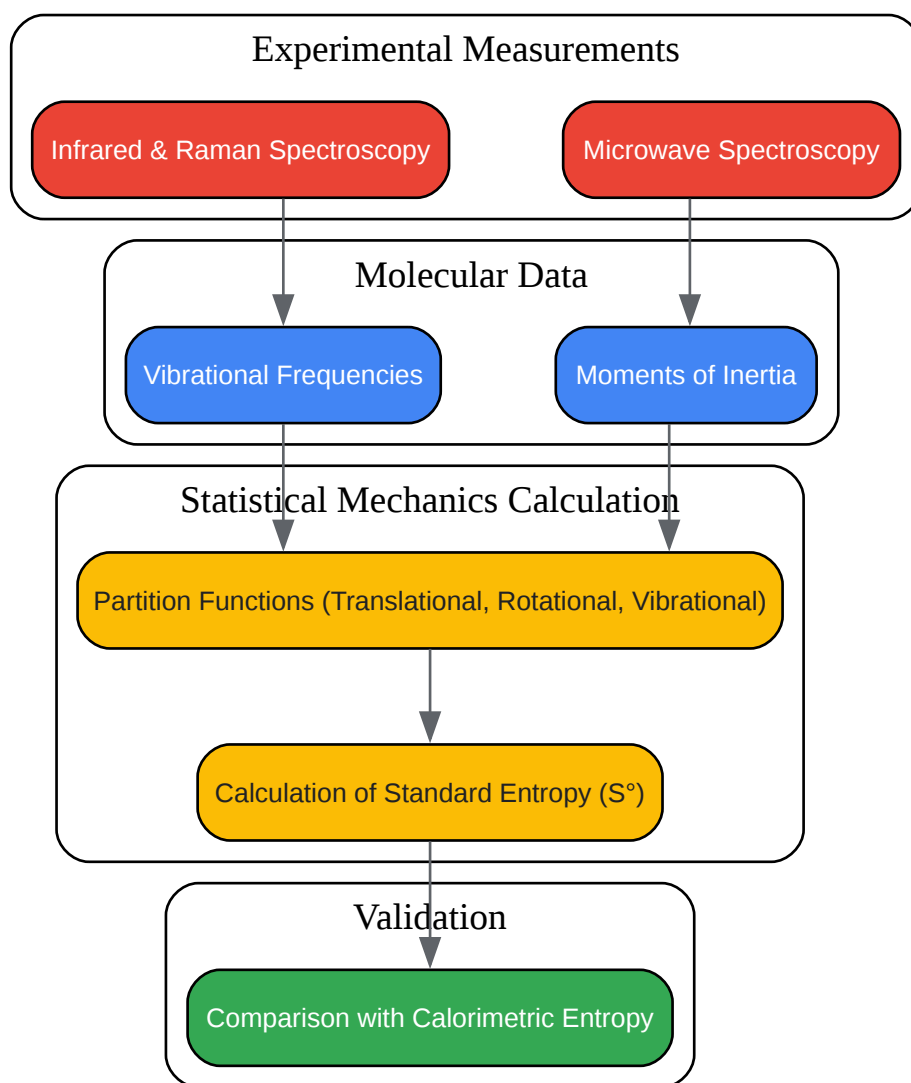 Experimental Measurements
Infrared & Raman Spectroscopy
Microwave Spectroscopy
Molecular Data
Vibrational Frequencies
Moments of Inertia
Statistical Mechanics Calculation
Partition Functions (Translational, Rotational, Vibrational)
Calculation of Standard Entropy (S°)
Validation
Comparison with Calorimetric Entropy